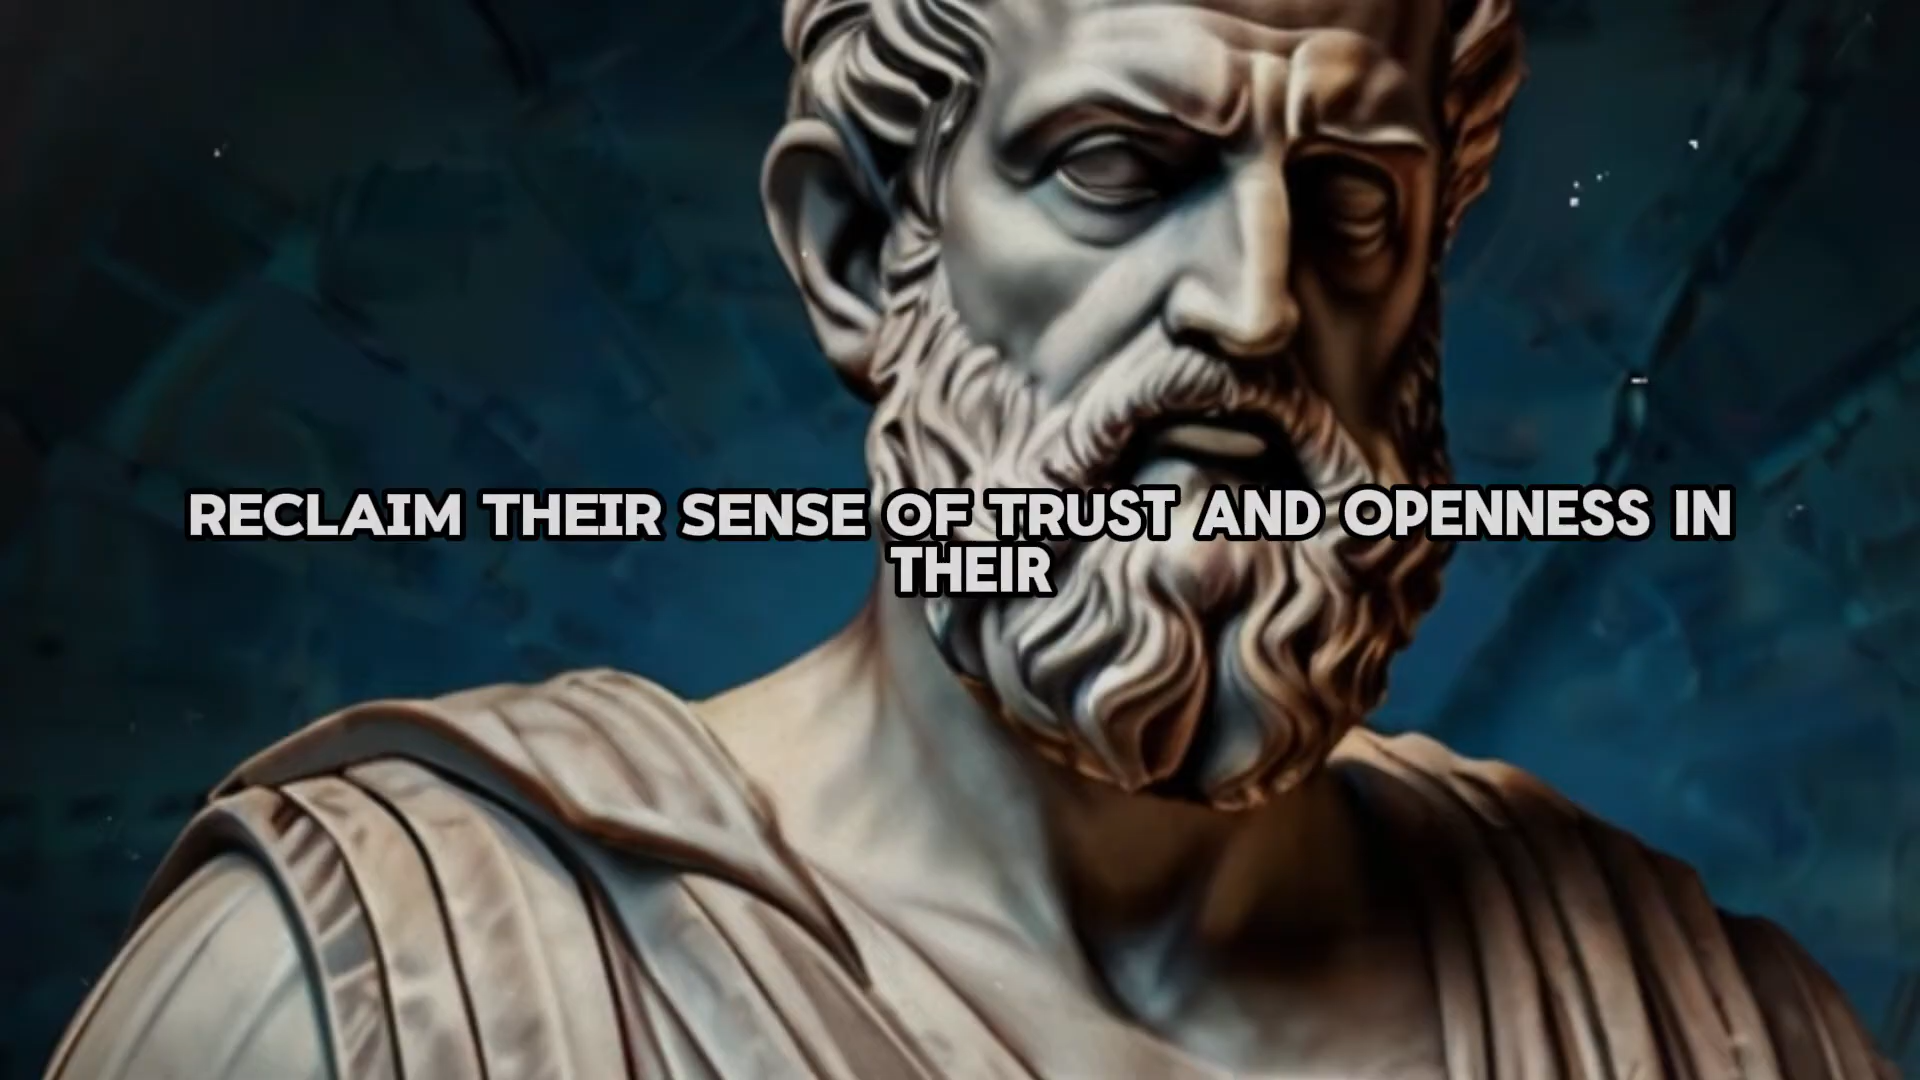 RECLAIM THEIR SENSE OF TRUST AND OPENNESS IN
THEIR